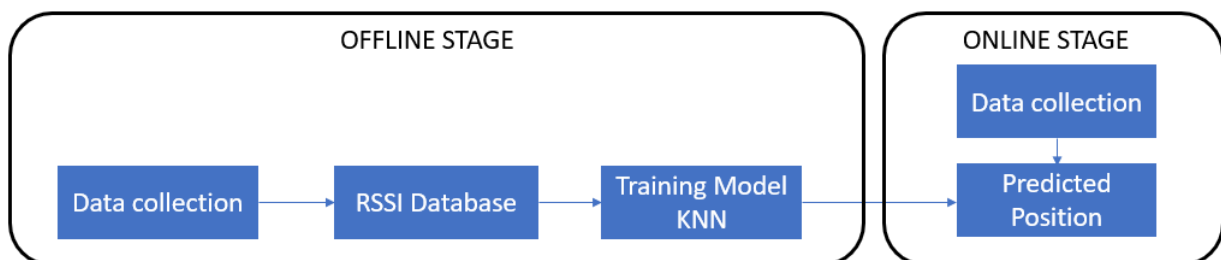 OFFLINE STAGE
Data collection
RSSI Database
Training Model
KNN
ONLINE STAGE
Data collection
Predicted
Position